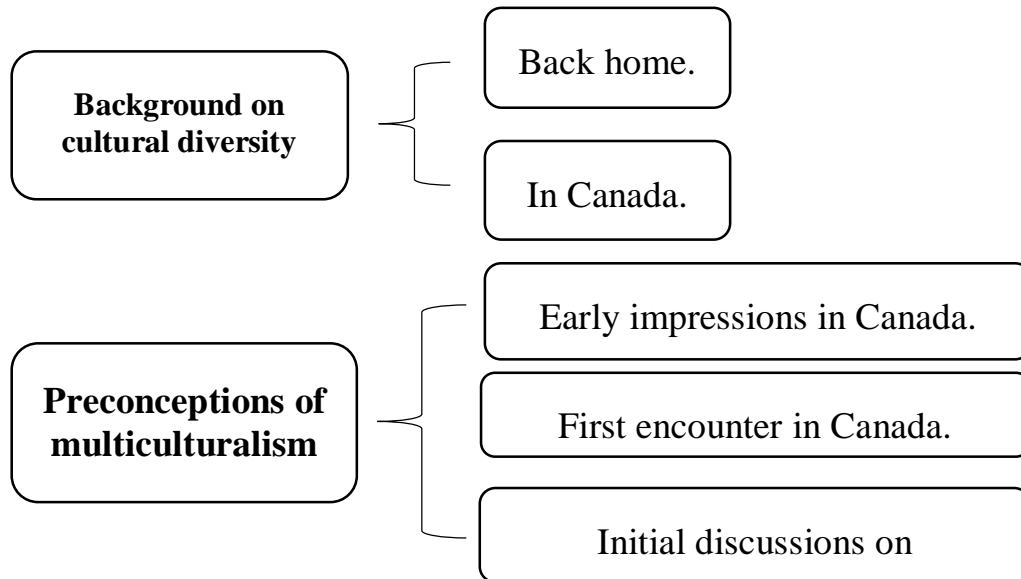 Background on
cultural diversity
Back home.
In Canada.
Preconceptions of
multiculturalism
Early impressions in Canada.
First encounter in Canada.
Initial discussions on